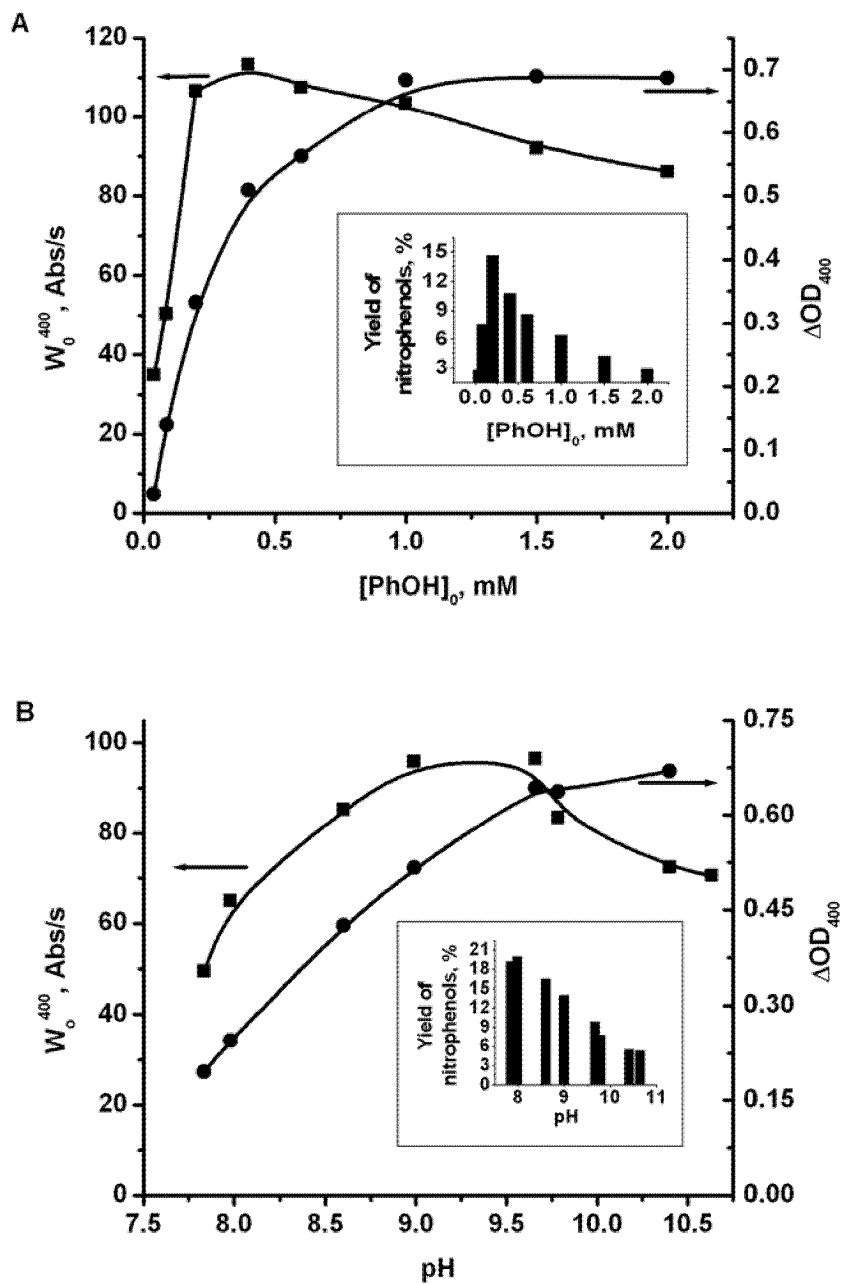 A
120
100
80
60
40
20
0
W₀⁴⁰⁰, Abs/s
0.7
0.6
0.5
0.4
0.3
0.2
0.1
0.0
ΔOD₄₀₀
15
12
9
6
3
Yield of
nitrophenols, %
0.0 0.5 1.0 1.5 2.0
[PhOH]₀, mM
0.0 0.5 1.0 1.5 2.0
[PhOH]₀, mM
B
100
80
60
40
20
0
Wₒ⁴⁰⁰, Abs/s
0.75
0.60
0.45
0.30
0.15
0.00
ΔOD₄₀₀
21
18
15
12
9
6
3
0
Yield of
nitrophenols, %
8 9 10 11
pH
7.5 8.0 8.5 9.0 9.5 10.0 10.5
pH